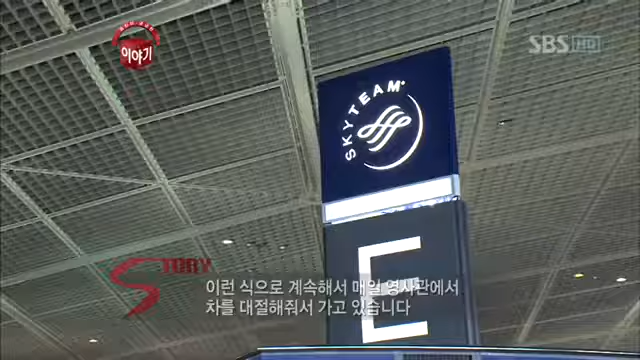 이야기
SBS HD
SKYTEAM
E
STORY
이런 식으로 계속해서 매일 영사관에서
차를 대절해줘서 가고 있습니다